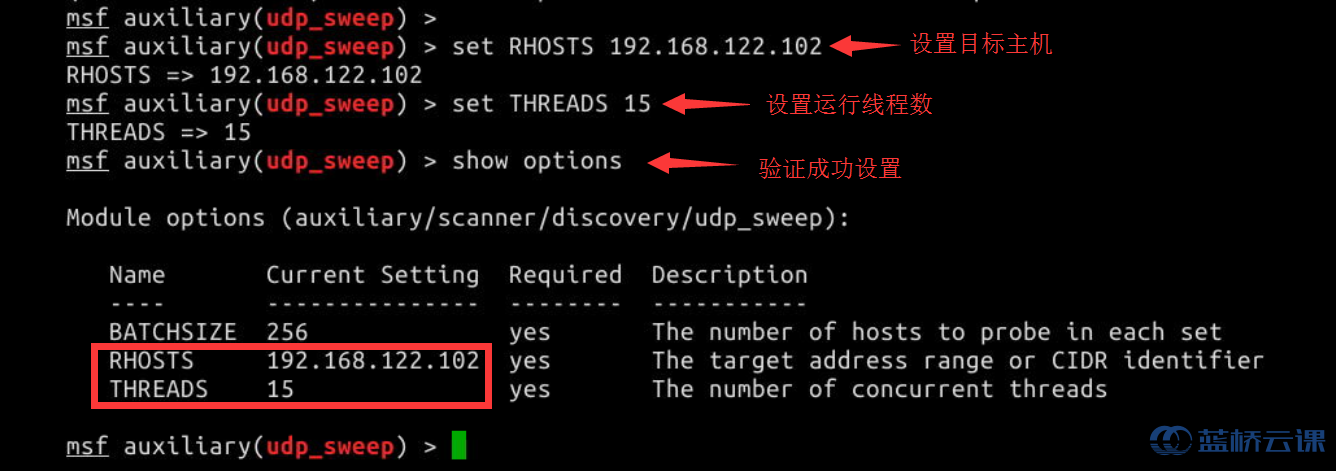 msf auxiliary(udp_sweep) >
msf auxiliary(udp_sweep) > set RHOSTS 192.168.122.102 设置目标主机
RHOSTS => 192.168.122.102
msf auxiliary(udp_sweep) > set THREADS 15 设置运行线程数
THREADS => 15
msf auxiliary(udp_sweep) > show options 验证成功设置
Module options (auxiliary/scanner/discovery/udp_sweep):
Name Current Setting Required Description
---- --------------- -------- -----------
BATCHSIZE 256 yes The number of hosts to probe in each set
RHOSTS 192.168.122.102 yes The target address range or CIDR identifier
THREADS 15 yes The number of concurrent threads
msf auxiliary(udp_sweep) >
蓝桥云课